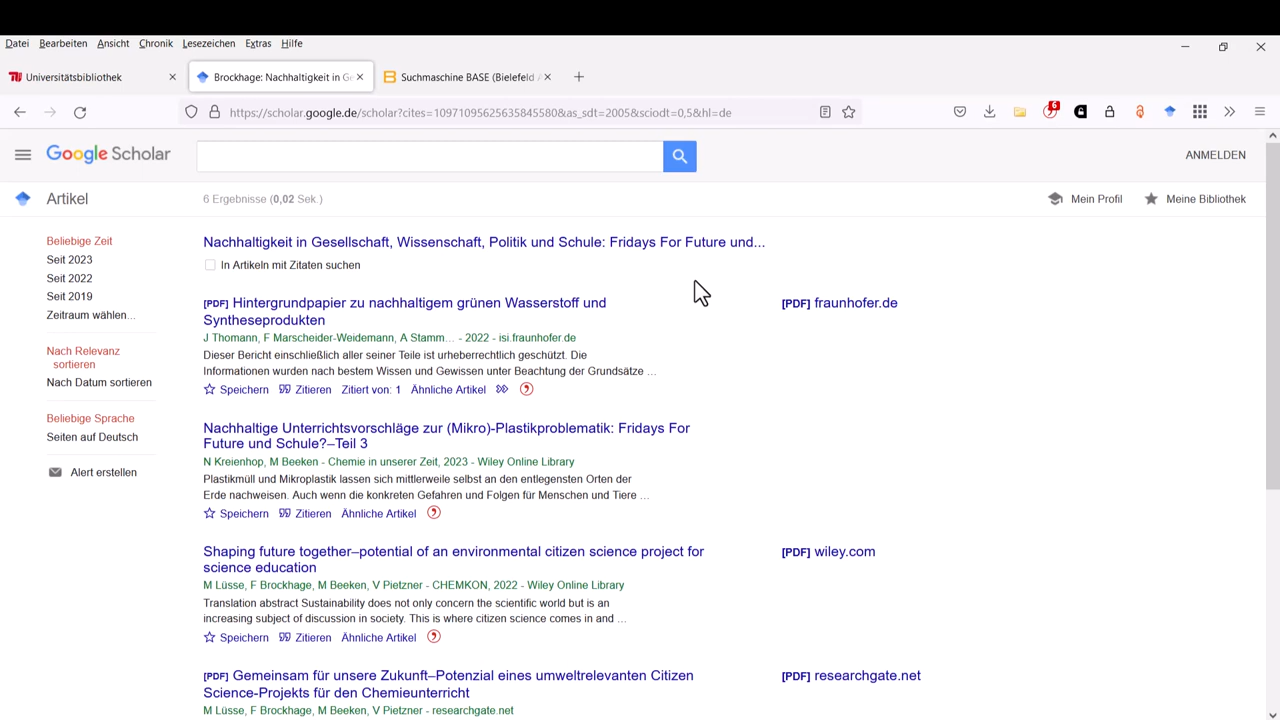 Datei Bearbeiten Ansicht Chronik Lesezeichen Extras Hilfe
Universitätsbibliothek
Brockhage: Nachhaltigkeit in Ge
Suchmaschine BASE (Bielefeld A
https://scholar.google.de/scholar?cites=10971095625635845580&as_sdt=2005&sciodt=0,5&hl=de
6
Google Scholar
ANMELDEN
Artikel
6 Ergebnisse (0,02 Sek.)
Mein Profil
Meine Bibliothek
Beliebige Zeit
Seit 2023
Seit 2022
Seit 2019
Zeitraum wählen...
Nach Relevanz
sortieren
Nach Datum sortieren
Beliebige Sprache
Seiten auf Deutsch
Alert erstellen
Nachhaltigkeit in Gesellschaft, Wissenschaft, Politik und Schule: Fridays For Future und...
In Artikeln mit Zitaten suchen
[PDF] Hintergrundpapier zu nachhaltigem grünen Wasserstoff und
Syntheseprodukten
[PDF] fraunhofer.de
J Thomann, F Marscheider-Weidemann, A Stamm… - 2022 - isi.fraunhofer.de
Dieser Bericht einschließlich aller seiner Teile ist urheberrechtlich geschützt. Die
Informationen wurden nach bestem Wissen und Gewissen unter Beachtung der Grundsätze ...
Speichern Zitieren Zitiert von: 1 Ähnliche Artikel
Nachhaltige Unterrichtsvorschläge zur (Mikro)-Plastikproblematik: Fridays For
Future und Schule?–Teil 3
N Kreienhop, M Beeken - Chemie in unserer Zeit, 2023 - Wiley Online Library
Plastikmüll und Mikroplastik lassen sich mittlerweile selbst an den entlegensten Orten der
Erde nachweisen. Auch wenn die konkreten Gefahren und Folgen für Menschen und Tiere ...
Speichern Zitieren Ähnliche Artikel
Shaping future together–potential of an environmental citizen science project for
science education
[PDF] wiley.com
M Lüsse, F Brockhage, M Beeken, V Pietzner - CHEMKON, 2022 - Wiley Online Library
Translation abstract Sustainability does not only concern the scientific world but is an
increasing subject of discussion in society. This is where citizen science comes in and ...
Speichern Zitieren Ähnliche Artikel
[PDF] Gemeinsam für unsere Zukunft–Potenzial eines umweltrelevanten Citizen
Science-Projekts für den Chemieunterricht
[PDF] researchgate.net
M Lüsse, F Brockhage, M Beeken, V Pietzner - researchgate.net